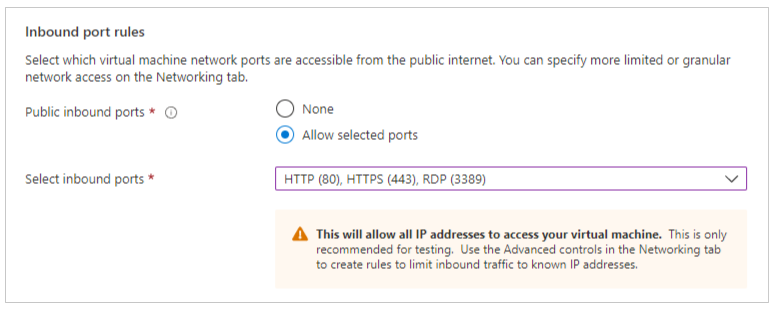 Inbound port rules
Select which virtual machine network ports are accessible from the public internet. You can specify more limited or granular
network access on the Networking tab.
Public inbound ports *
None
Allow selected ports
Select inbound ports *
HTTP (80), HTTPS (443), RDP (3389)
This will allow all IP addresses to access your virtual machine. This is only
recommended for testing. Use the Advanced controls in the Networking tab
to create rules to limit inbound traffic to known IP addresses.